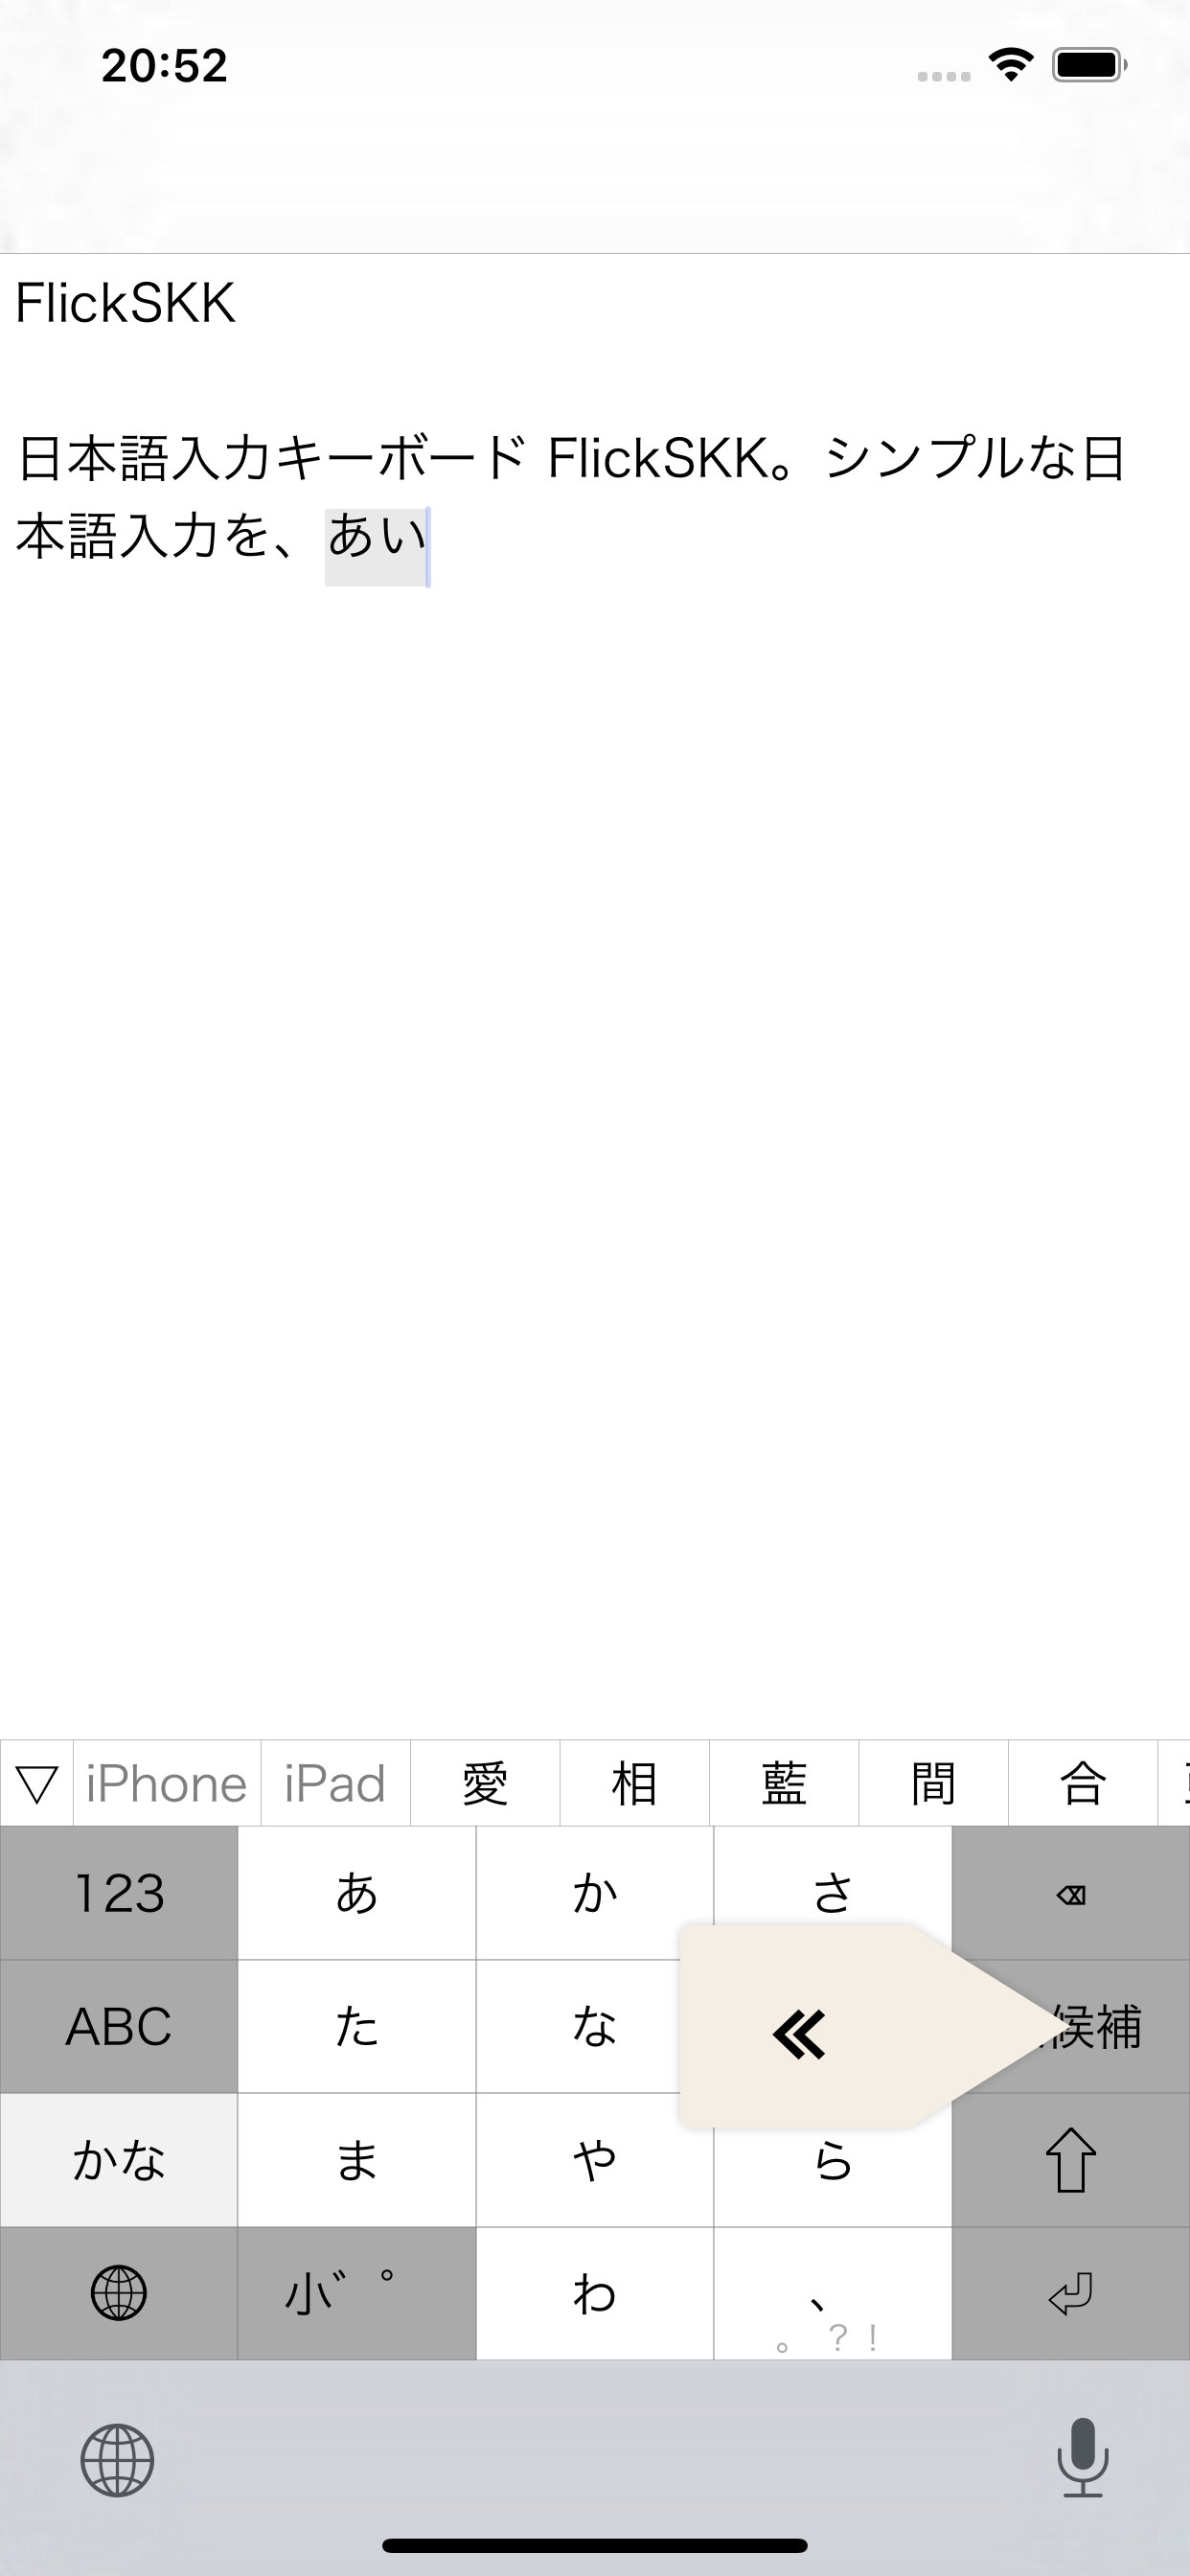 20:52
FlickSKK
日本語入力キーボード FlickSKK。シンプルな日
本語入力を、あい
▽ iPhone iPad 愛 相 藍 間 合
123 あ か さ ⌫
ABC た な « 候補
かな ま や ら
小゛゜ わ 、
。？！